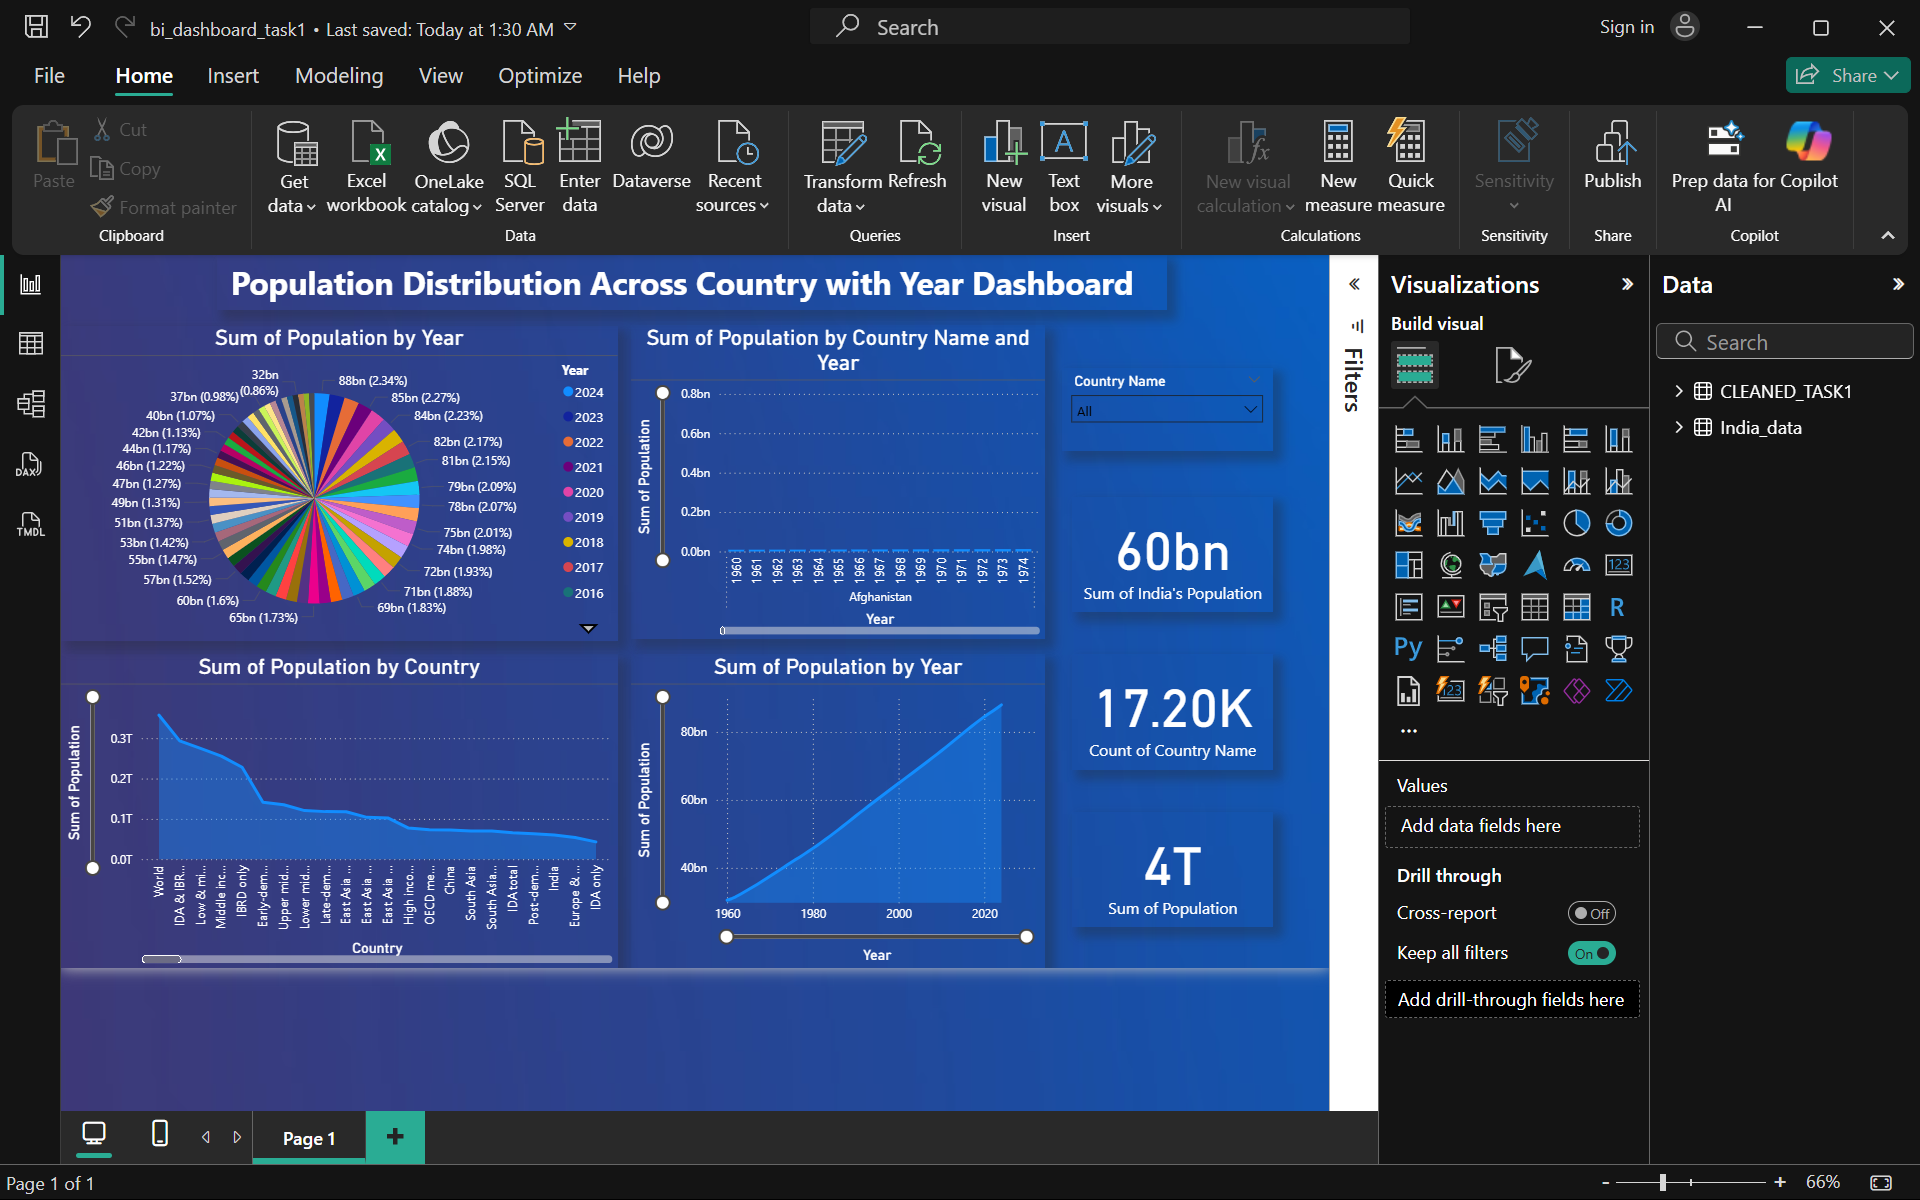 bi_dashboard_task1 • Last saved: Today at 1:30 AM
Search
Sign in
File
Home
Insert
Modeling
View
Optimize
Help
Share
Paste
Cut
Copy
Format painter
Clipboard
Get data
Excel workbook
OneLake catalog
SQL Server
Enter data
Dataverse
Recent sources
Data
Transform data
Refresh
Queries
New visual
Text box
More visuals
Insert
New visual calculation
New measure
Quick measure
Calculations
Sensitivity
Sensitivity
Publish
Share
Prep data for AI
Copilot
Copilot
DAX
TMDL
Population Distribution Across Country with Year Dashboard
Sum of Population by Year
32bn (0.86%)
37bn (0.98%)
40bn (1.07%)
42bn (1.13%)
44bn (1.17%)
46bn (1.22%)
47bn (1.27%)
49bn (1.31%)
51bn (1.37%)
53bn (1.42%)
55bn (1.47%)
57bn (1.52%)
60bn (1.6%)
65bn (1.73%)
88bn (2.34%)
85bn (2.27%)
84bn (2.23%)
82bn (2.17%)
81bn (2.15%)
79bn (2.09%)
78bn (2.07%)
75bn (2.01%)
74bn (1.98%)
72bn (1.93%)
71bn (1.88%)
69bn (1.83%)
Year
2024
2023
2022
2021
2020
2019
2018
2017
2016
Sum of Population by Country Name and
Year
Sum of Population
0.8bn
0.6bn
0.4bn
0.2bn
0.0bn
1960
1961
1962
1963
1964
1965
1966
1967
1968
1969
1970
1971
1972
1973
1974
Afghanistan
Year
Country Name
All
60bn
Sum of India's Population
17.20K
Count of Country Name
4T
Sum of Population
Sum of Population by Country
Sum of Population
0.3T
0.2T
0.1T
0.0T
World
IDA & IBR...
Low & mi...
Middle inc...
IBRD only
Early-dem...
Upper mid...
Lower mid...
Late-dem...
East Asia ...
East Asia ...
East Asia ...
High inco...
OECD me...
China
South Asia
South Asia...
IDA total
Post-dem...
India
Europe & ...
IDA only
Country
Sum of Population by Year
Sum of Population
80bn
60bn
40bn
1960
1980
2000
2020
Year
Filters
Visualizations
Build visual
123
R
Py
123
...
Values
Add data fields here
Drill through
Cross-report
Off
Keep all filters
On
Add drill-through fields here
Data
Search
CLEANED_TASK1
India_data
Page 1
+
Page 1 of 1
- + 66%